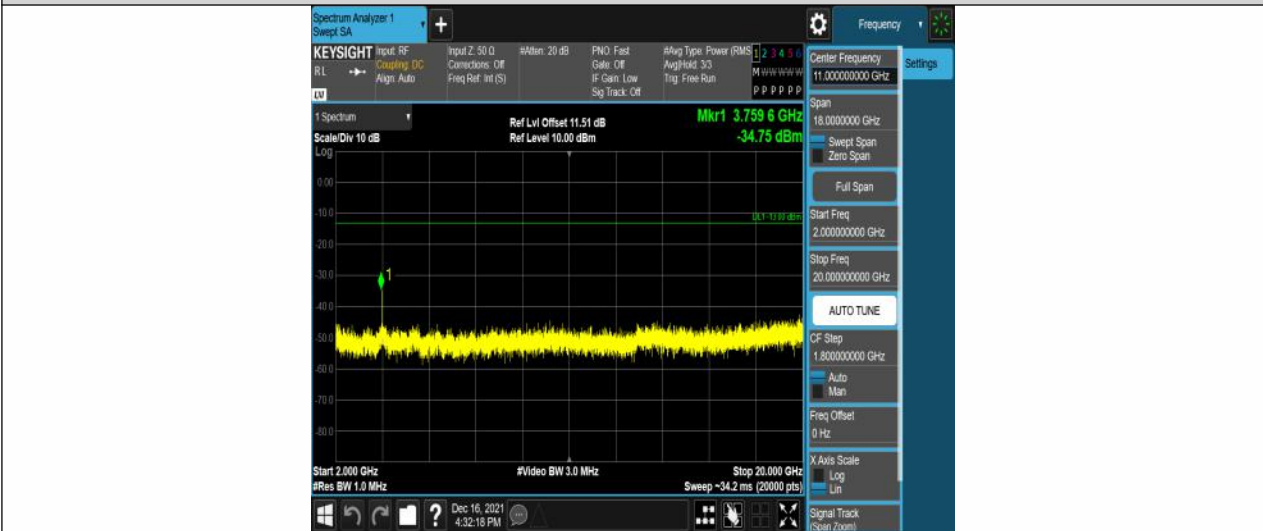 Spectrum Analyzer 1
Swept SA
Frequency
KEYSIGHT
RL
LV
Input: RF
Coupling: DC
Align: Auto
Input Z: 50 Ω
Corrections: Off
Freq Ref: Int (S)
#Atten: 20 dB
PNO: Fast
Gate: Off
IF Gain: Low
Sig Track: Off
#Avg Type: Power (RMS
Avg|Hold: 3/3
Trig: Free Run
1 2 3 4 5 6
M W W W W W
P P P P P P
1 Spectrum
Scale/Div 10 dB
Log
Ref Lvl Offset 11.51 dB
Ref Level 10.00 dBm
Mkr1 3.759 6 GHz
-34.75 dBm
0.00
-10.0
DL1 -13.00 dBm
-20.0
-30.0
1
-40.0
-50.0
-60.0
-70.0
-80.0
Start 2.000 GHz
#Res BW 1.0 MHz
#Video BW 3.0 MHz
Stop 20.000 GHz
Sweep ~34.2 ms (20000 pts)
Dec 16, 2021
4:32:18 PM
Center Frequency
11.000000000 GHz
Settings
Span
18.0000000 GHz
Swept Span
Zero Span
Full Span
Start Freq
2.000000000 GHz
Stop Freq
20.000000000 GHz
AUTO TUNE
CF Step
1.800000000 GHz
Auto
Man
Freq Offset
0 Hz
X Axis Scale
Log
Lin
Signal Track
(Span Zoom)